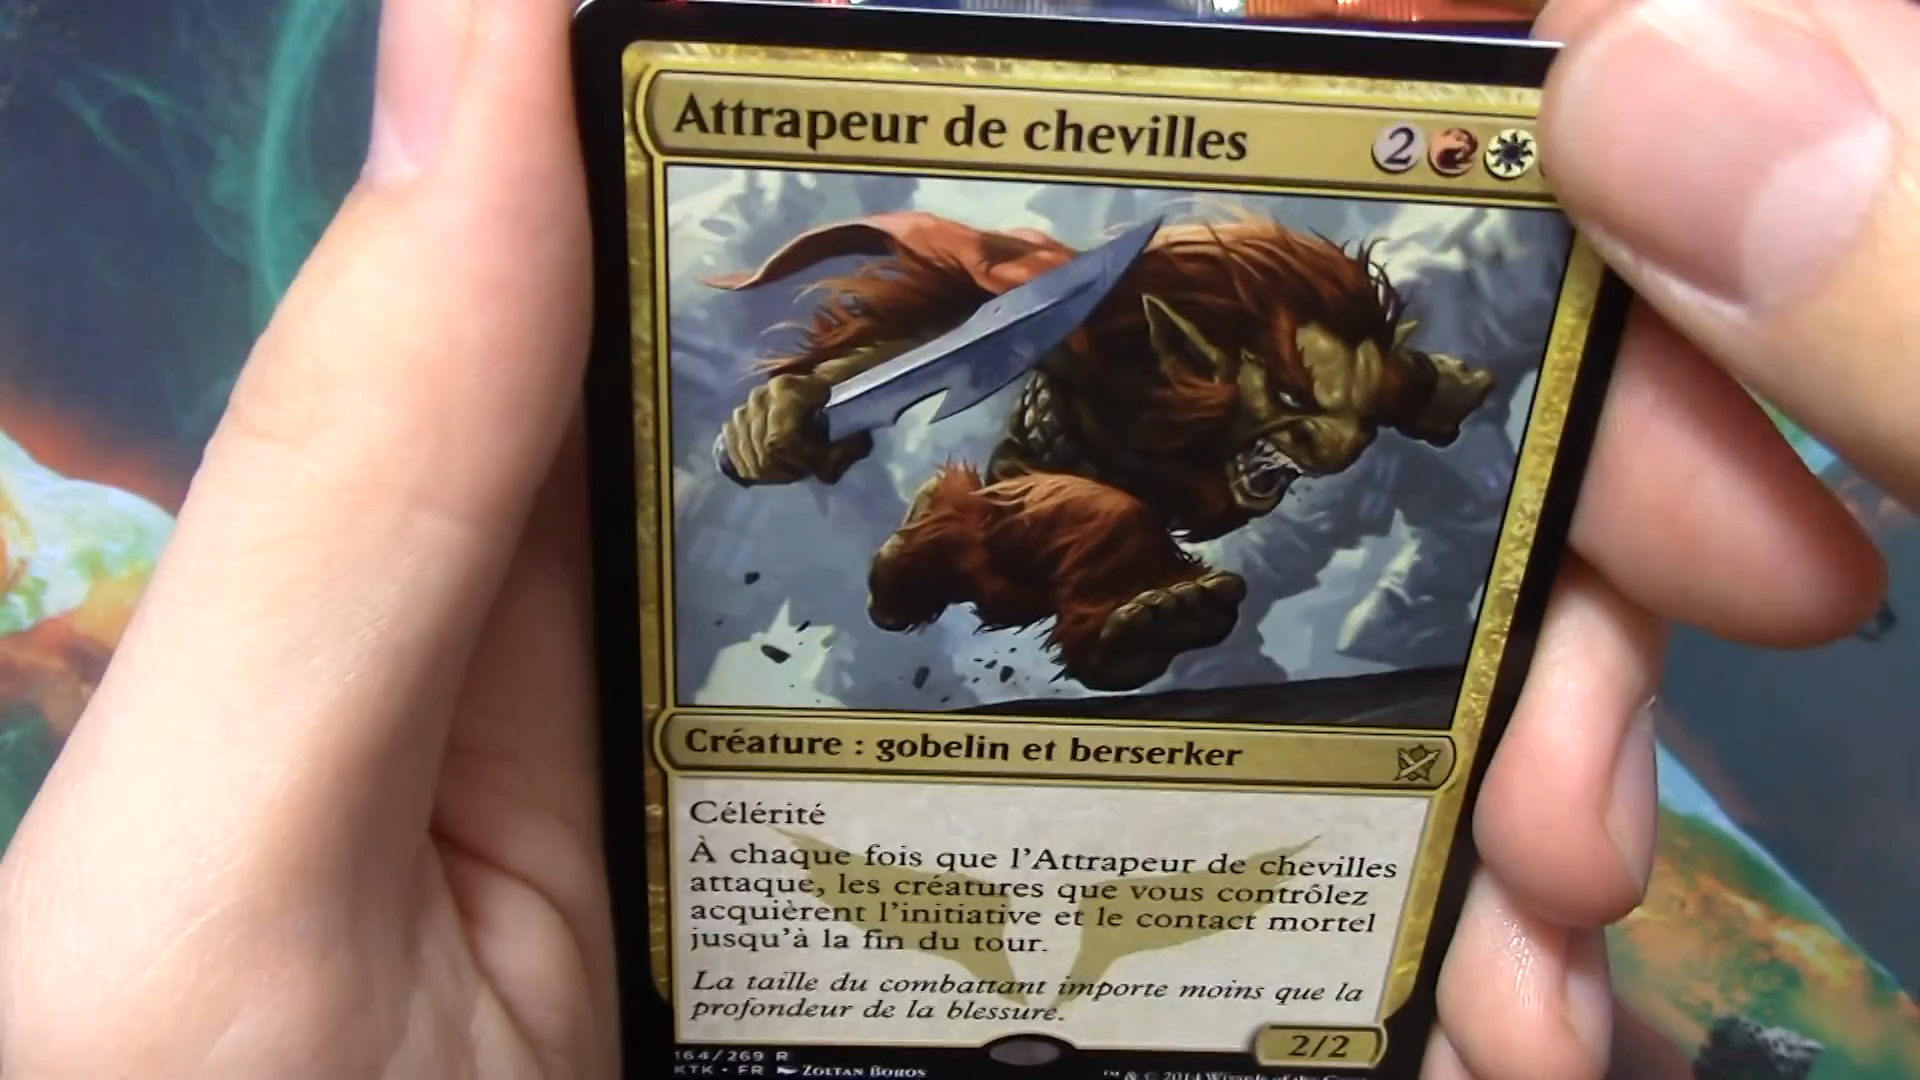 Attrapeur de chevilles 2
Créature : gobelin et berserker
Célérité
À chaque fois que l'Attrapeur de chevilles
attaque, les créatures que vous contrôlez
acquièrent l'initiative et le contact mortel
jusqu'à la fin du tour.
La taille du combattant importe moins que la
profondeur de la blessure.
2/2
164/269 R
KTK • FR ZOLTAN BOROS
™ & © 2014 Wizards of the Coast